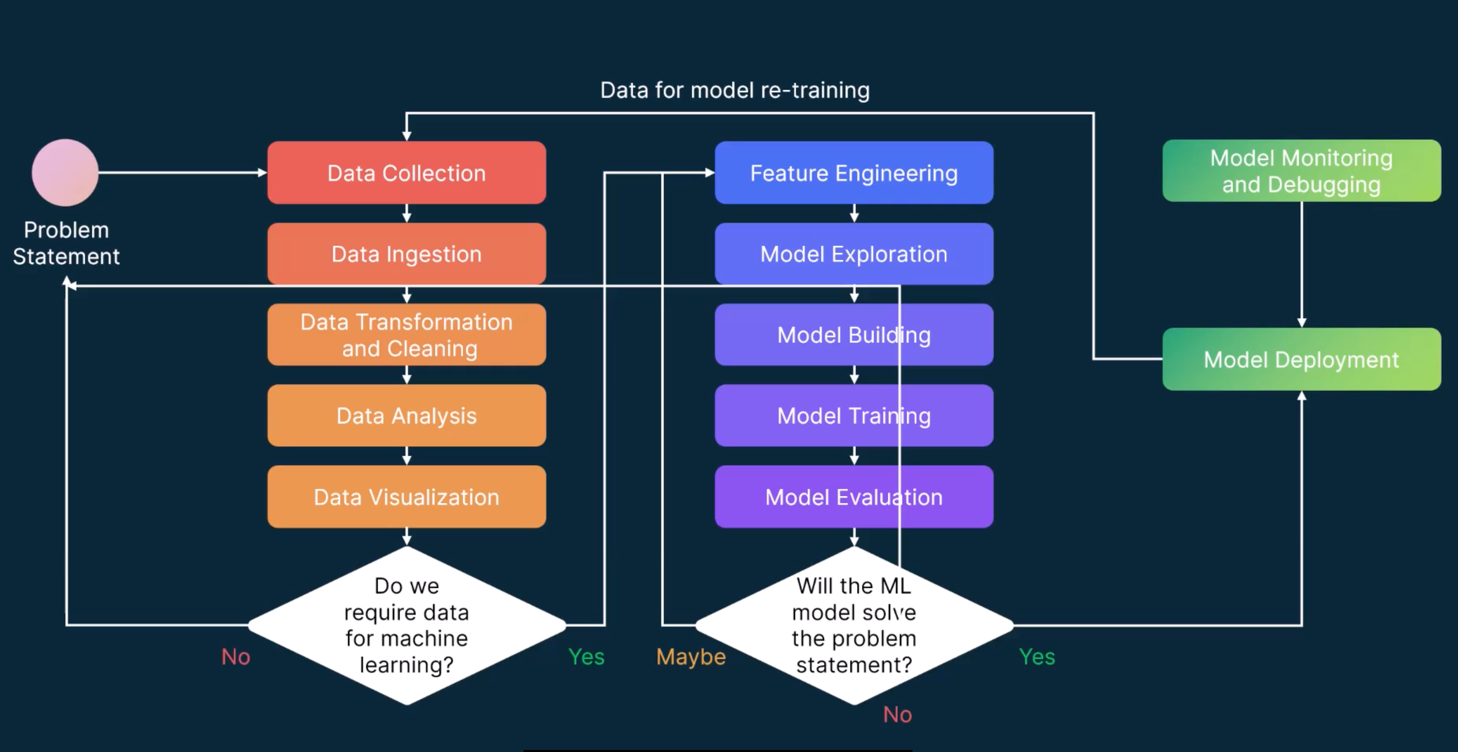 Data for model re-training
Problem
Statement
Data Collection
Data Ingestion
Data Transformation
and Cleaning
Data Analysis
Data Visualization
Do we
require data
for machine
learning?
No
Yes
Feature Engineering
Model Exploration
Model Building
Model Training
Model Evaluation
Will the ML
model solve
the problem
statement?
Maybe
No
Yes
Model Monitoring
and Debugging
Model Deployment